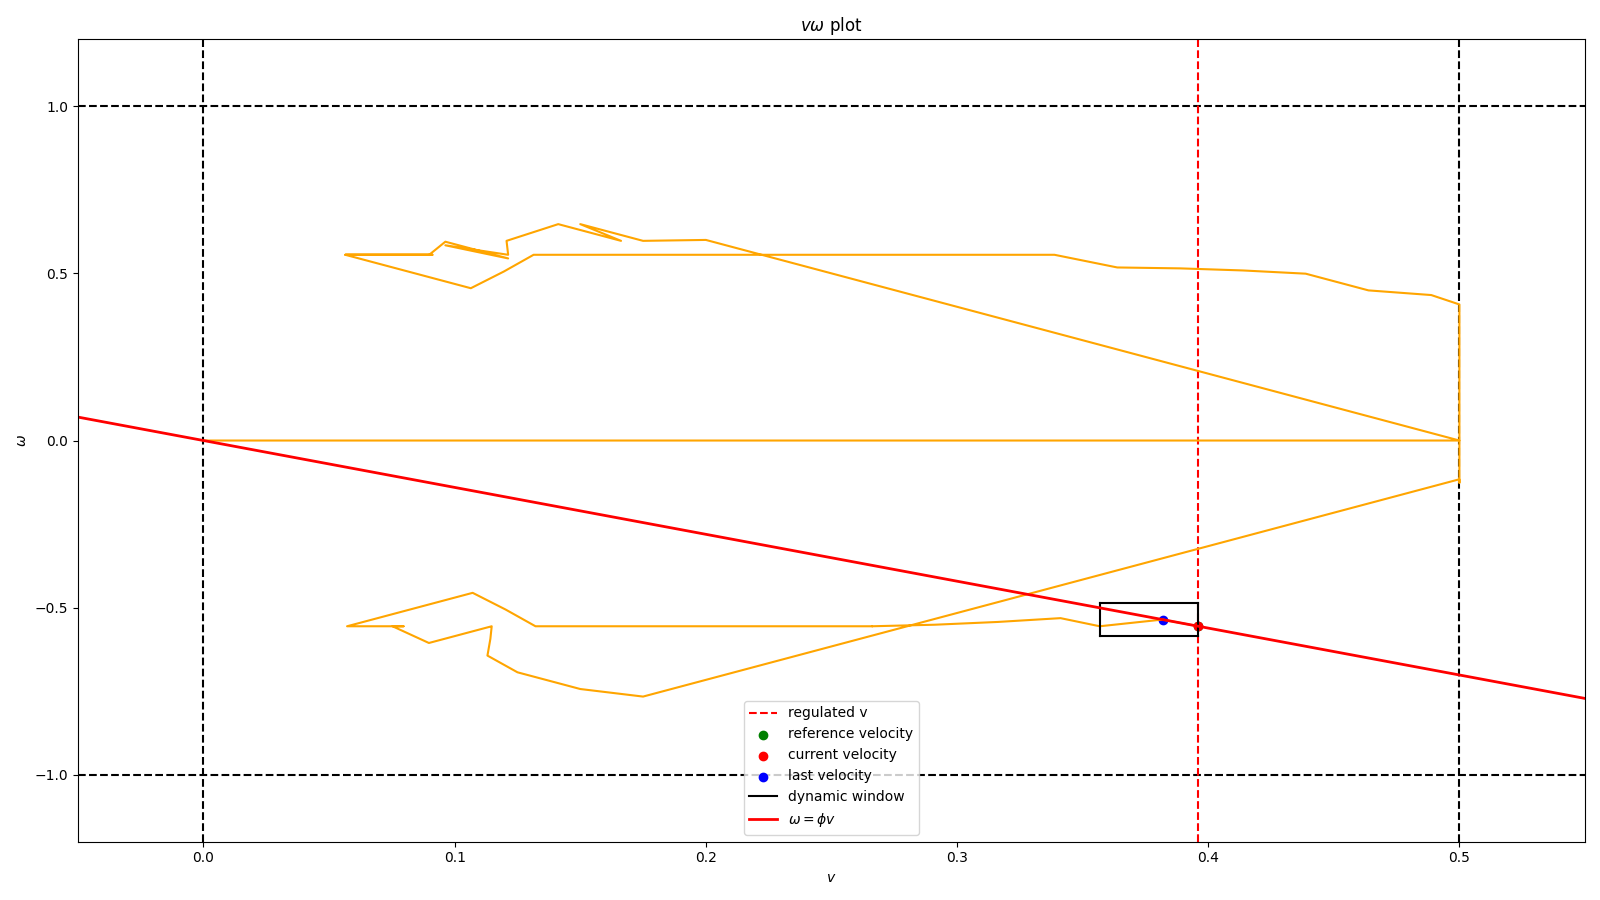 vω plot
1.0
0.5
0.0
−0.5
−1.0
ω
0.0 0.1 0.2 0.3 0.4 0.5
v
regulated v
reference velocity
current velocity
last velocity
dynamic window
ω = ϕv